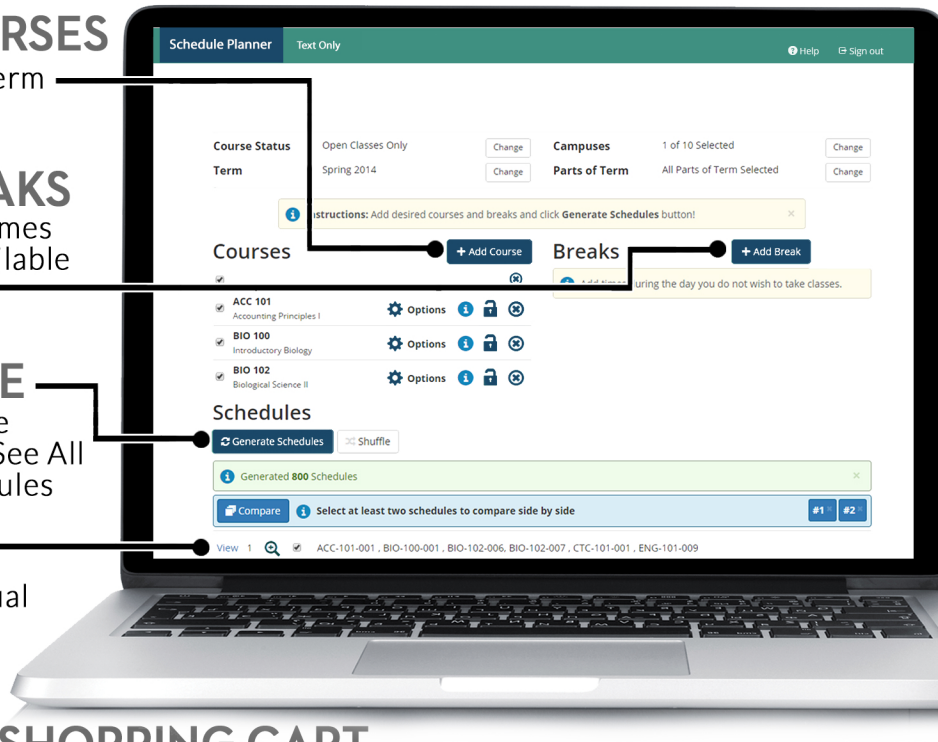 RSES
erm
AKS
mes
ilable
E
e
See All
ules
ual
SHOPPING CART
Schedule Planner Text Only Help Sign out
Course Status Open Classes Only Change Campuses 1 of 10 Selected Change
Term Spring 2014 Change Parts of Term All Parts of Term Selected Change
structions: Add desired courses and breaks and click Generate Schedules button!
Courses + Add Course Breaks + Add Break
Add times during the day you do not wish to take classes.
ACC 101
Accounting Principles I Options
BIO 100
Introductory Biology Options
BIO 102
Biological Science II Options
Schedules
Generate Schedules Shuffle
Generated 800 Schedules
Compare Select at least two schedules to compare side by side #1 #2
View 1 ACC-101-001 , BIO-100-001 , BIO-102-006, BIO-102-007 , CTC-101-001 , ENG-101-009